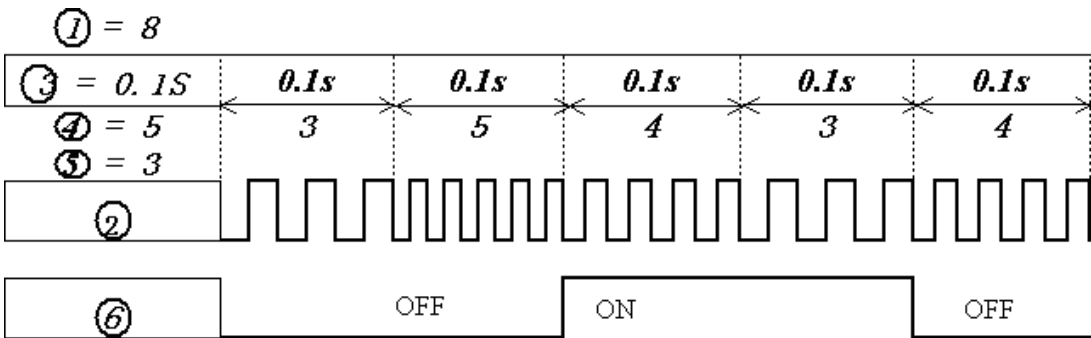 ① = 8
③ = 0.1S 0.1s 0.1s 0.1s 0.1s 0.1s
④ = 5 3 5 4 3 4
⑤ = 3
②
⑥ OFF ON OFF